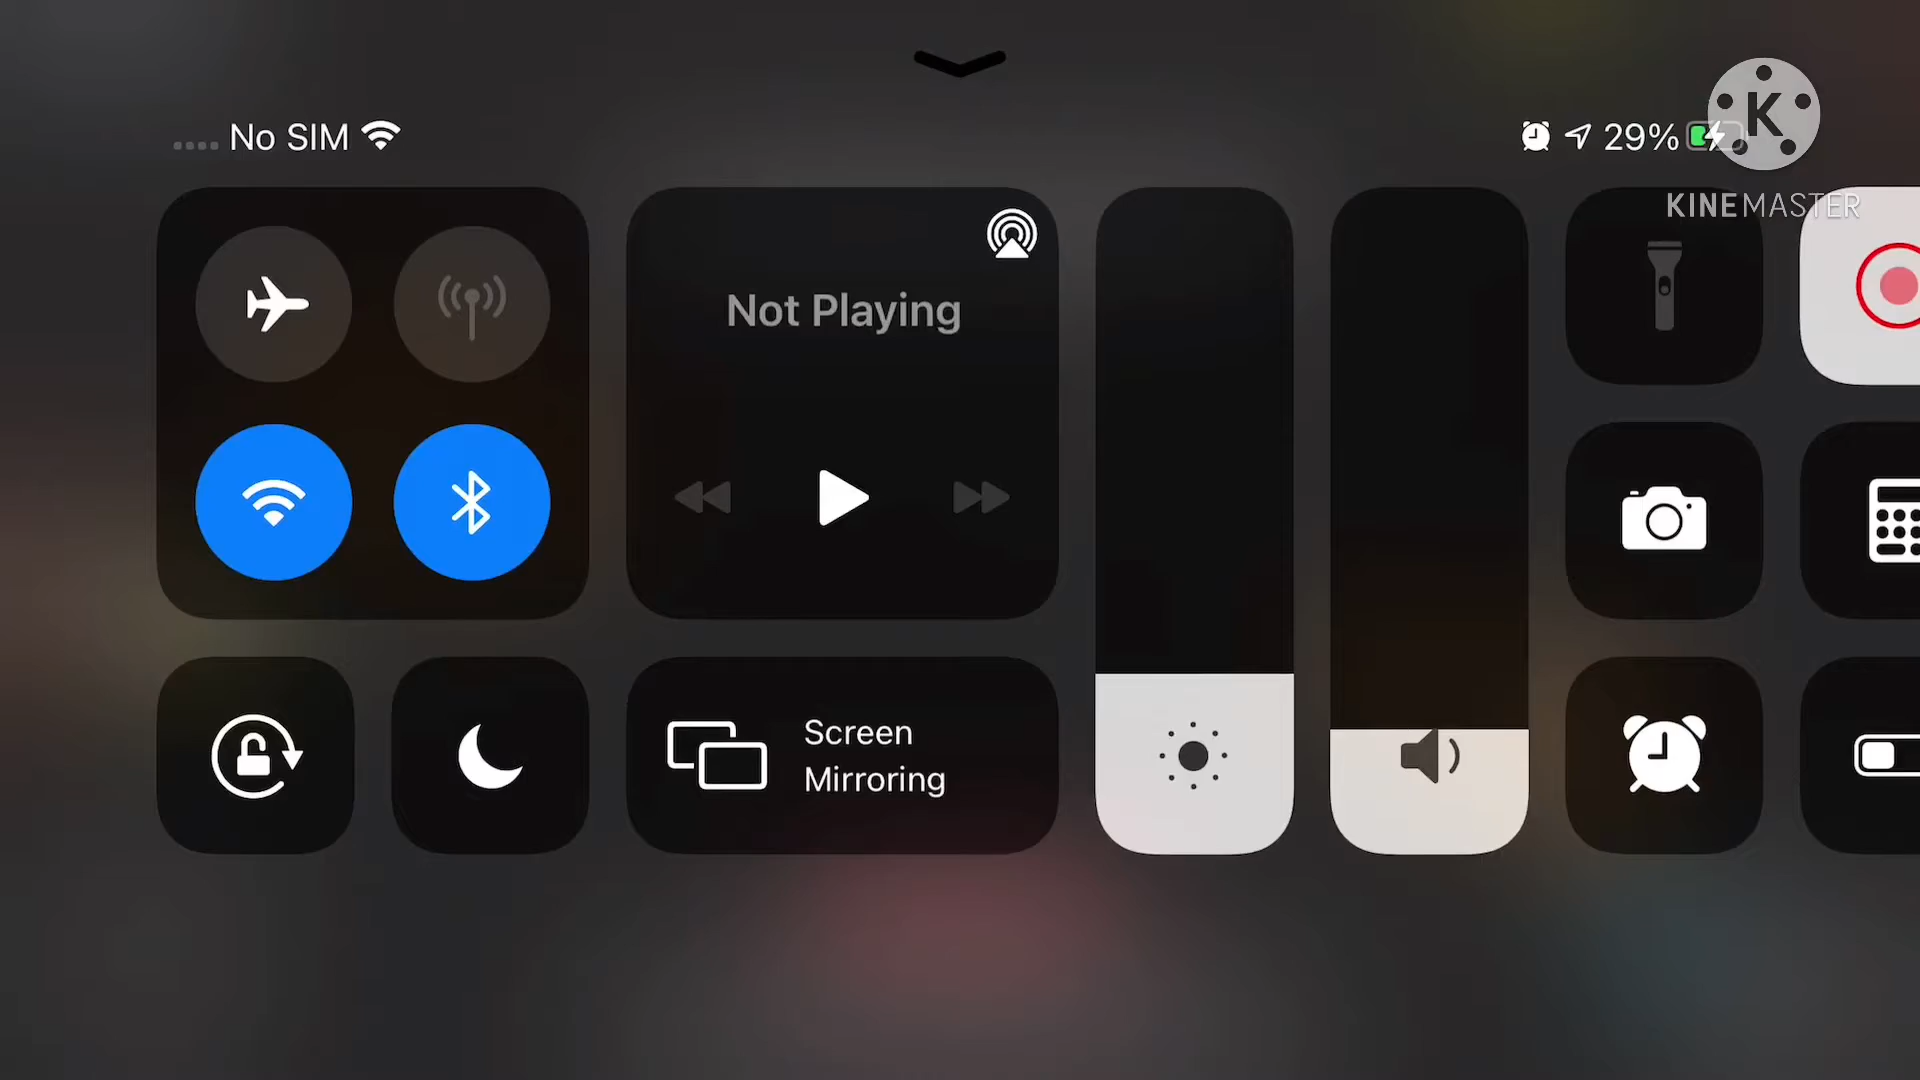 No SIM
29%
K
KINEMASTER
Not Playing
Screen
Mirroring